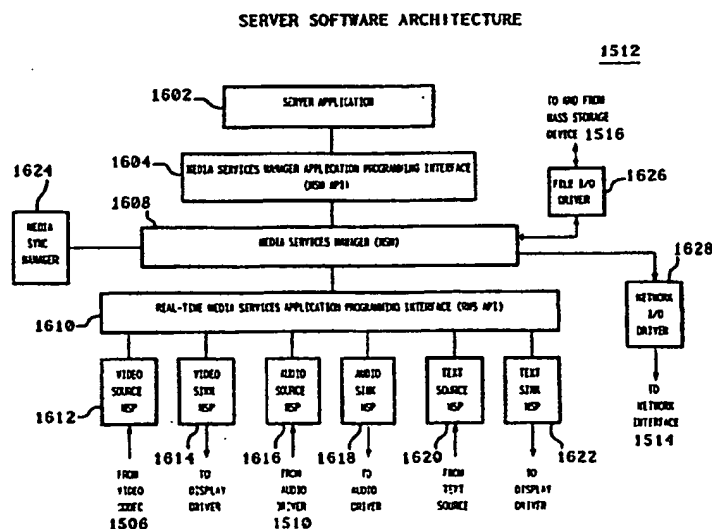 SERVER SOFTWARE ARCHITECTURE
1512
1602
SERVER APPLICATION
TO AND FROM
MASS STORAGE
DEVICE 1516
1604
MEDIA SERVICES MANAGER APPLICATION PROGRAMMING INTERFACE
(MSM API)
FILE I/O
DRIVER
1626
1624
1608
MEDIA
SYNC
MANAGER
MEDIA SERVICES MANAGER (MSM)
1628
REAL-TIME MEDIA SERVICES APPLICATION PROGRAMMING INTERFACE (RMS API)
1610
NETWORK
I/O
DRIVER
VIDEO
SOURCE
MSP
VIDEO
SINK
MSP
AUDIO
SOURCE
MSP
AUDIO
SINK
MSP
TEXT
SOURCE
MSP
TEXT
SINK
MSP
1612
1614
1616
1618
1620
1622
TO
NETWORK
INTERFACE
1514
FROM
VIDEO
CODEC
1506
TO
DISPLAY
DRIVER
FROM
AUDIO
DRIVER
1510
TO
AUDIO
DRIVER
FROM
TEXT
SOURCE
TO
DISPLAY
DRIVER